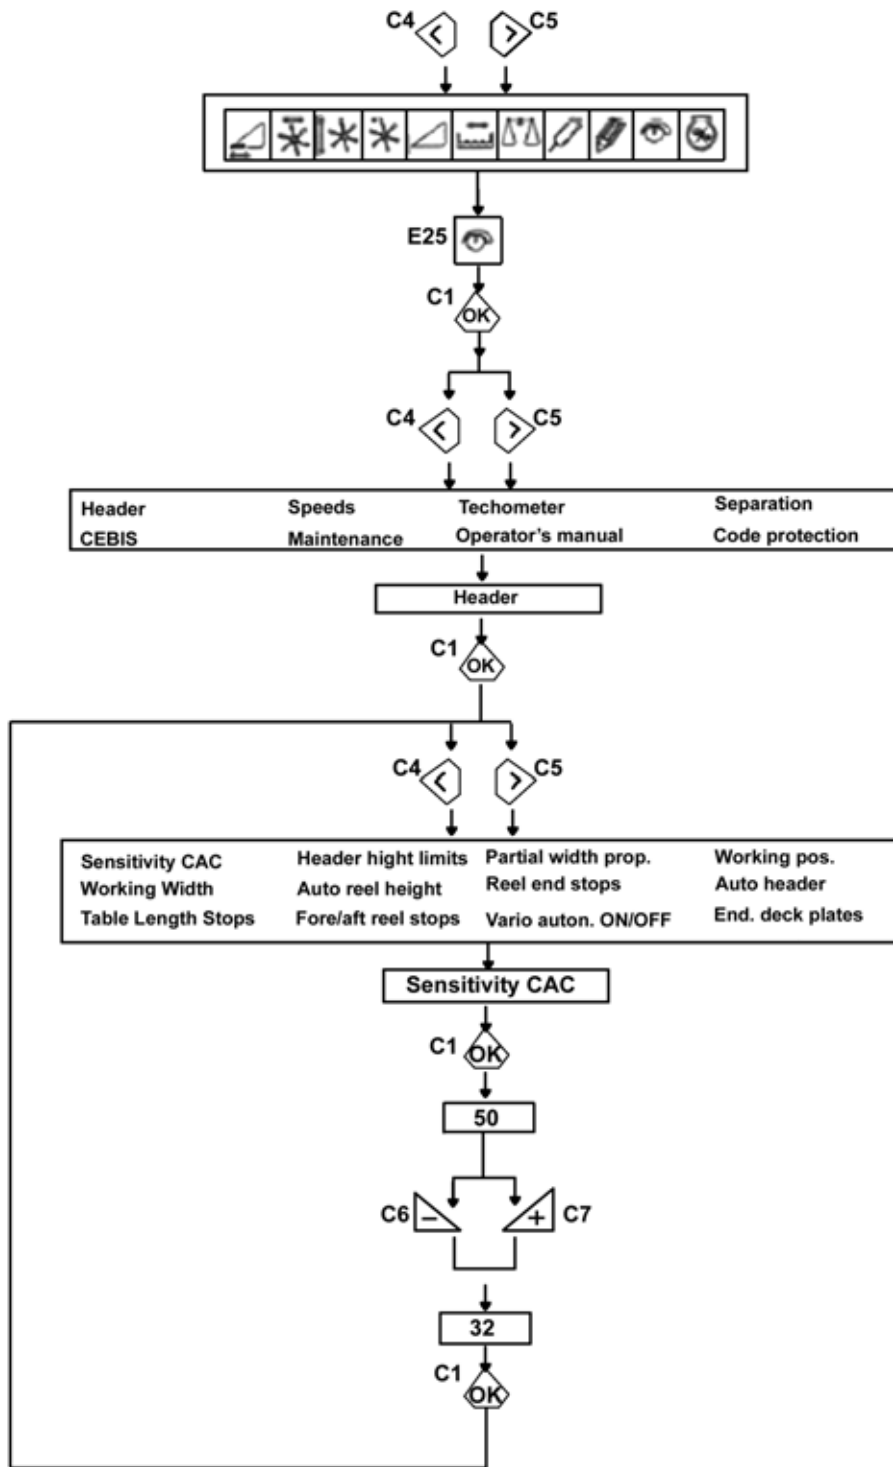 C4 < > C5
E25
C1
OK
C4 < > C5
Header Speeds Techometer Separation
CEBIS Maintenance Operator's manual Code protection
Header
C1
OK
C4 < > C5
Sensitivity CAC Header hight limits Partial width prop. Working pos.
Working Width Auto reel height Reel end stops Auto header
Table Length Stops Fore/aft reel stops Vario auton. ON/OFF End. deck plates
Sensitivity CAC
C1 OK
50
C6 − + C7
32
C1
OK